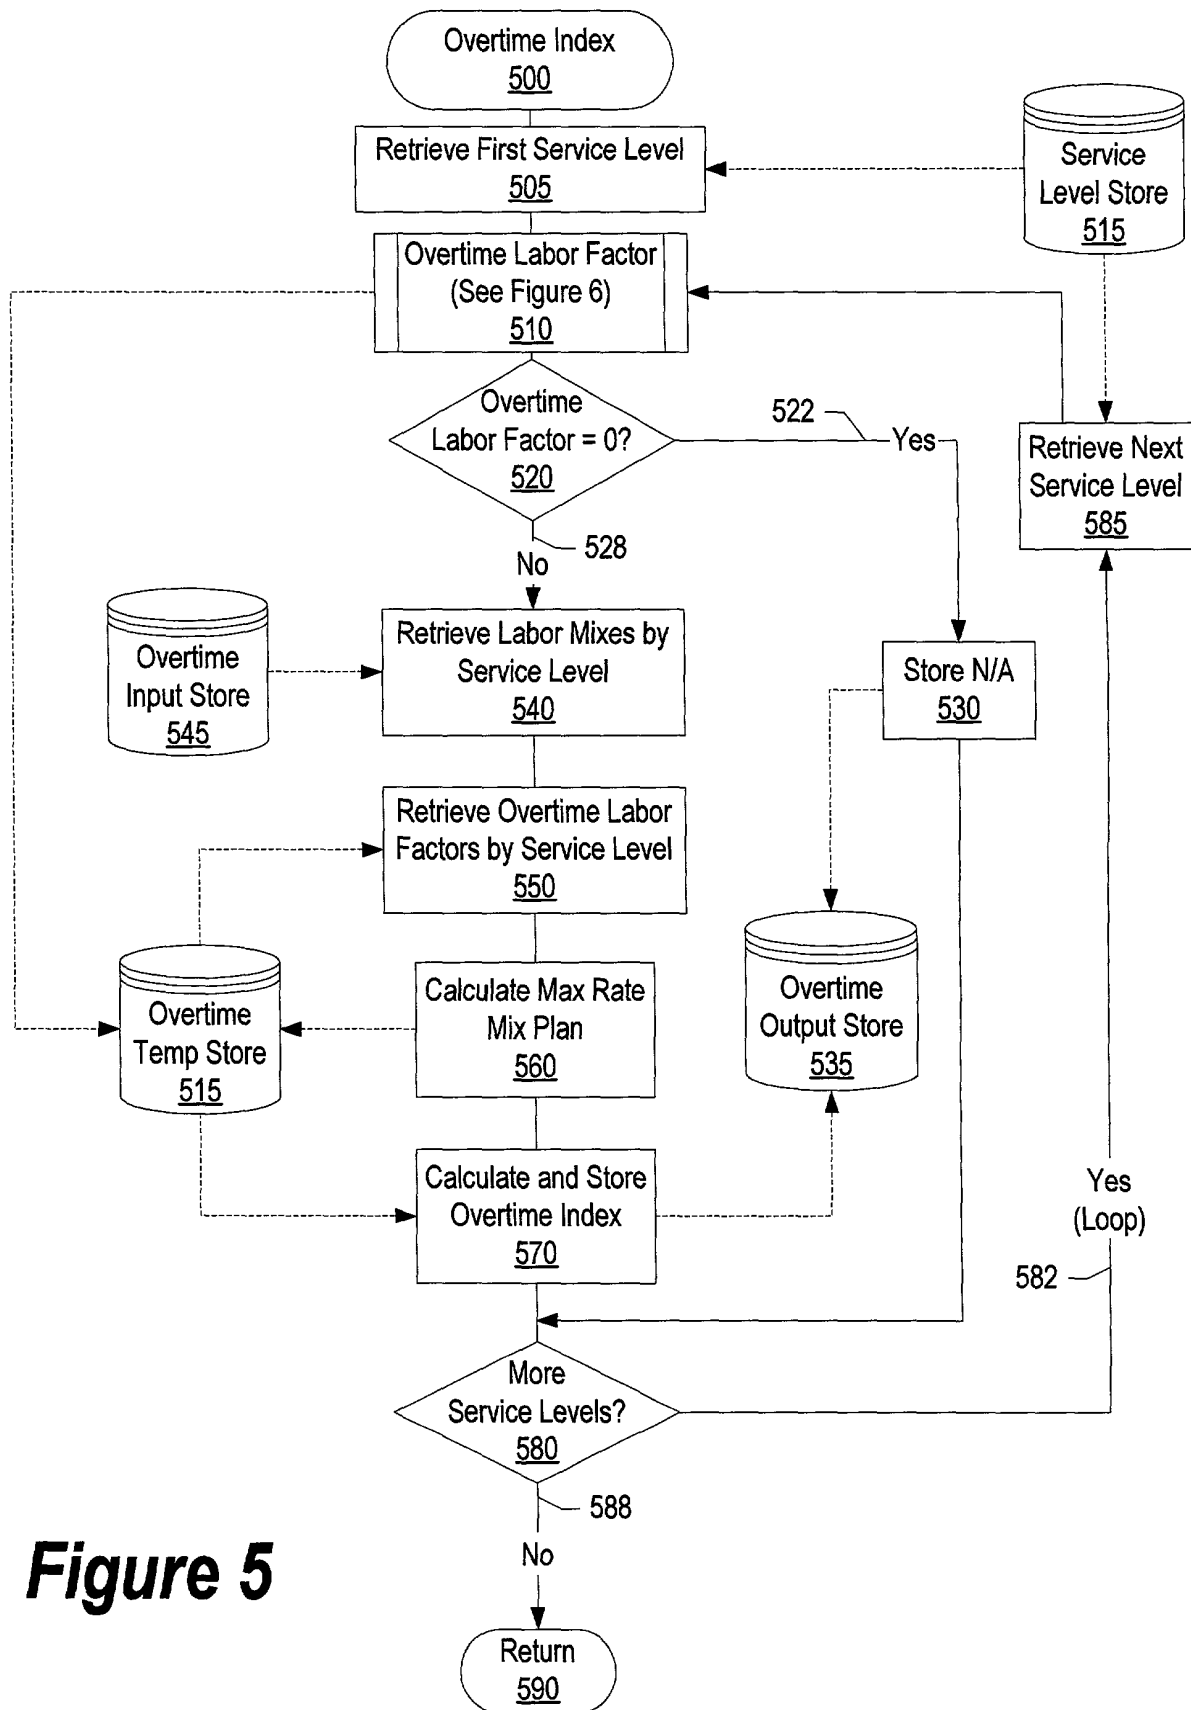 Overtime Index
500
Retrieve First Service Level
505
Service
Level Store
515
Overtime Labor Factor
(See Figure 6)
510
Overtime
Labor Factor = 0?
520
522
Yes
Retrieve Next
Service Level
585
528
No
Overtime
Input Store
545
Retrieve Labor Mixes by
Service Level
540
Store N/A
530
Retrieve Overtime Labor
Factors by Service Level
550
Overtime
Temp Store
515
Calculate Max Rate
Mix Plan
560
Overtime
Output Store
535
Calculate and Store
Overtime Index
570
Yes
(Loop)
582
More
Service Levels?
580
588
No
Figure 5
Return
590